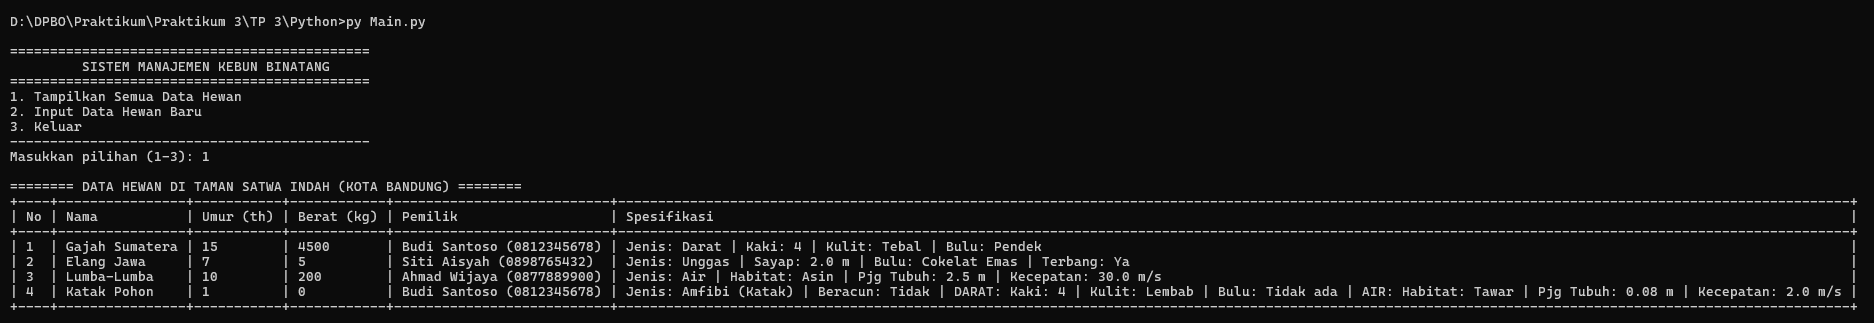 D:\DPBO\Praktikum\Praktikum 3\TP 3\Python>py Main.py
=============================================
SISTEM MANAJEMEN KEBUN BINATANG
=============================================
1. Tampilkan Semua Data Hewan
2. Input Data Hewan Baru
3. Keluar
---------------------------------------------
Masukkan pilihan (1-3): 1
======== DATA HEWAN DI TAMAN SATWA INDAH (KOTA BANDUNG) ========
+----+----------------+------------+------------+---------------------------+----------------------------------------------------------------------------------------------------------------------------------------------------------+
| No | Nama | Umur (th) | Berat (kg) | Pemilik | Spesifikasi |
+----+----------------+------------+------------+---------------------------+----------------------------------------------------------------------------------------------------------------------------------------------------------+
| 1 | Gajah Sumatera | 15 | 4500 | Budi Santoso (0812345678) | Jenis: Darat | Kaki: 4 | Kulit: Tebal | Bulu: Pendek |
| 2 | Elang Jawa | 7 | 5 | Siti Aisyah (0898765432) | Jenis: Unggas | Sayap: 2.0 m | Bulu: Cokelat Emas | Terbang: Ya |
| 3 | Lumba-Lumba | 10 | 200 | Ahmad Wijaya (0877889900) | Jenis: Air | Habitat: Asin | Pjg Tubuh: 2.5 m | Kecepatan: 30.0 m/s |
| 4 | Katak Pohon | 1 | 0 | Budi Santoso (0812345678) | Jenis: Amfibi (Katak) | Beracun: Tidak | DARAT: Kaki: 4 | Kulit: Lembab | Bulu: Tidak ada | AIR: Habitat: Tawar | Pjg Tubuh: 0.08 m | Kecepatan: 2.0 m/s |
+----+----------------+------------+------------+---------------------------+----------------------------------------------------------------------------------------------------------------------------------------------------------+